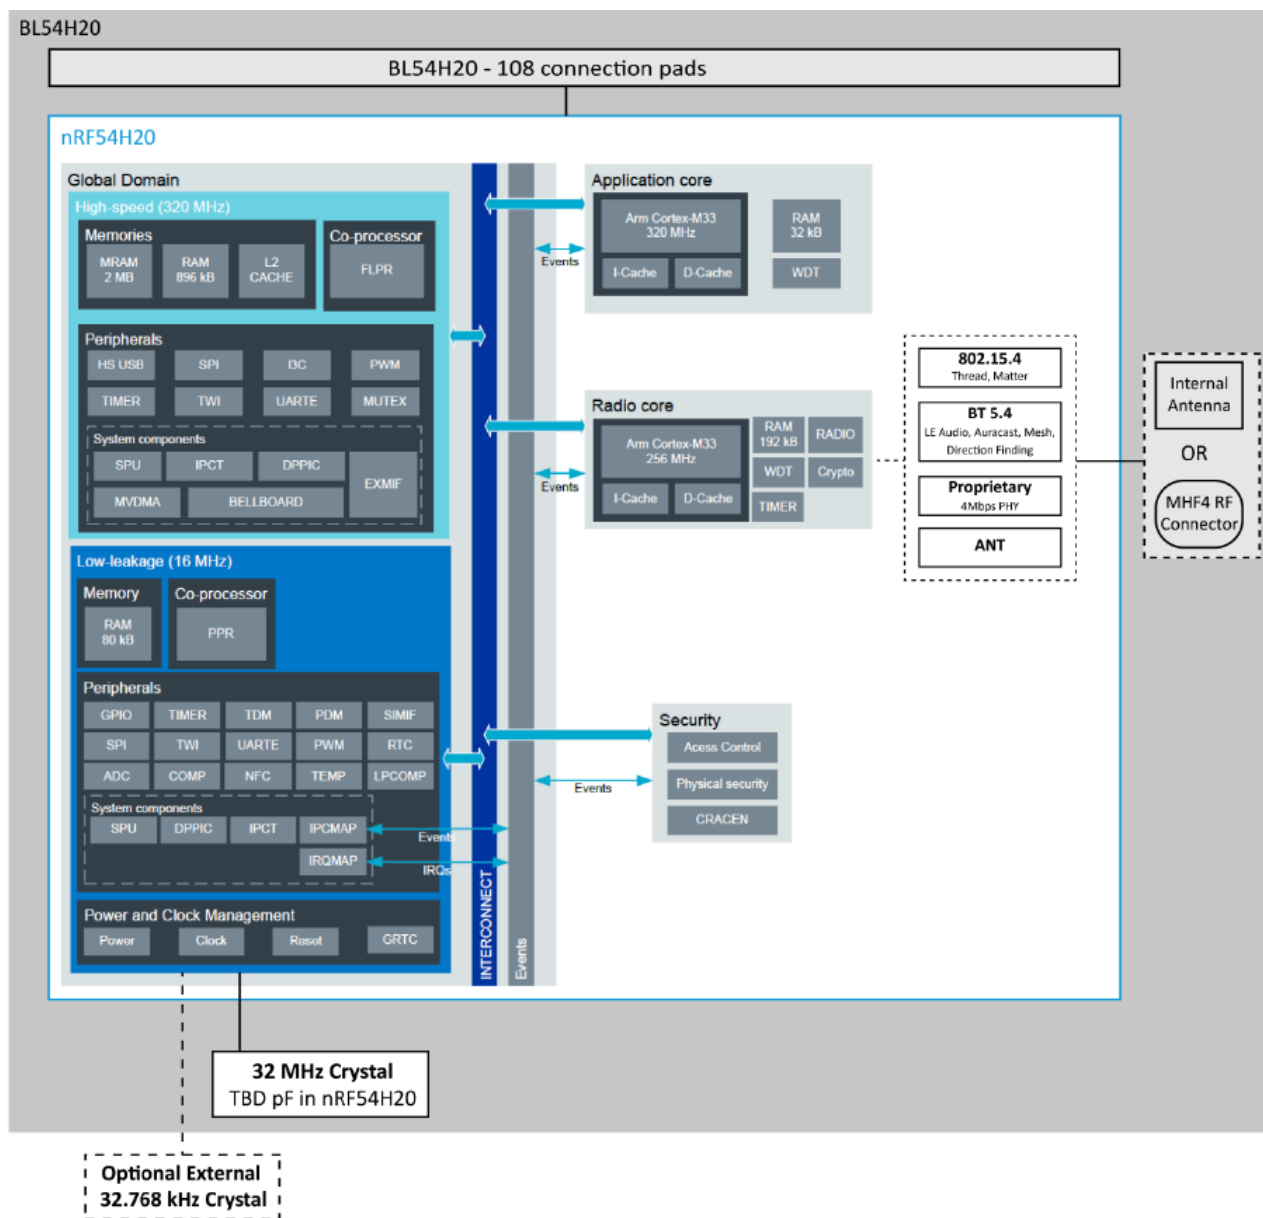 BL54H20
BL54H20 - 108 connection pads
nRF54H20
Global Domain
High-speed (320 MHz)
Memories
MRAM
2 MB
RAM
896 kB
L2
CACHE
Co-processor
FLPR
Peripherals
HS USB
SPI
I3C
PWM
TIMER
TWI
UARTE
MUTEX
System components
SPU
IPCT
DPPIC
EXMIF
MVDMA
BELLBOARD
Low-leakage (16 MHz)
Memory
RAM
80 kB
Co-processor
PPR
Peripherals
GPIO
TIMER
TDM
PDM
SIMIF
SPI
TWI
UARTE
PWM
RTC
ADC
COMP
NFC
TEMP
LPCOMP
System components
SPU
DPPIC
IPCT
IPCMAP
IRQMAP
Events
IRQs
Power and Clock Management
Power
Clock
Reset
GRTC
INTERCONNECT
Events
Application core
Arm Cortex-M33
320 MHz
I-Cache
D-Cache
RAM
32 kB
WDT
Events
Radio core
Arm Cortex-M33
256 MHz
I-Cache
D-Cache
RAM
192 kB
RADIO
WDT
Crypto
TIMER
Events
802.15.4
Thread, Matter
BT 5.4
LE Audio, Auracast, Mesh,
Direction Finding
Proprietary
4Mbps PHY
ANT
Internal
Antenna
OR
MHF4 RF
Connector
Security
Acess Control
Physical security
CRACEN
Events
32 MHz Crystal
TBD pF in nRF54H20
Optional External
32.768 kHz Crystal